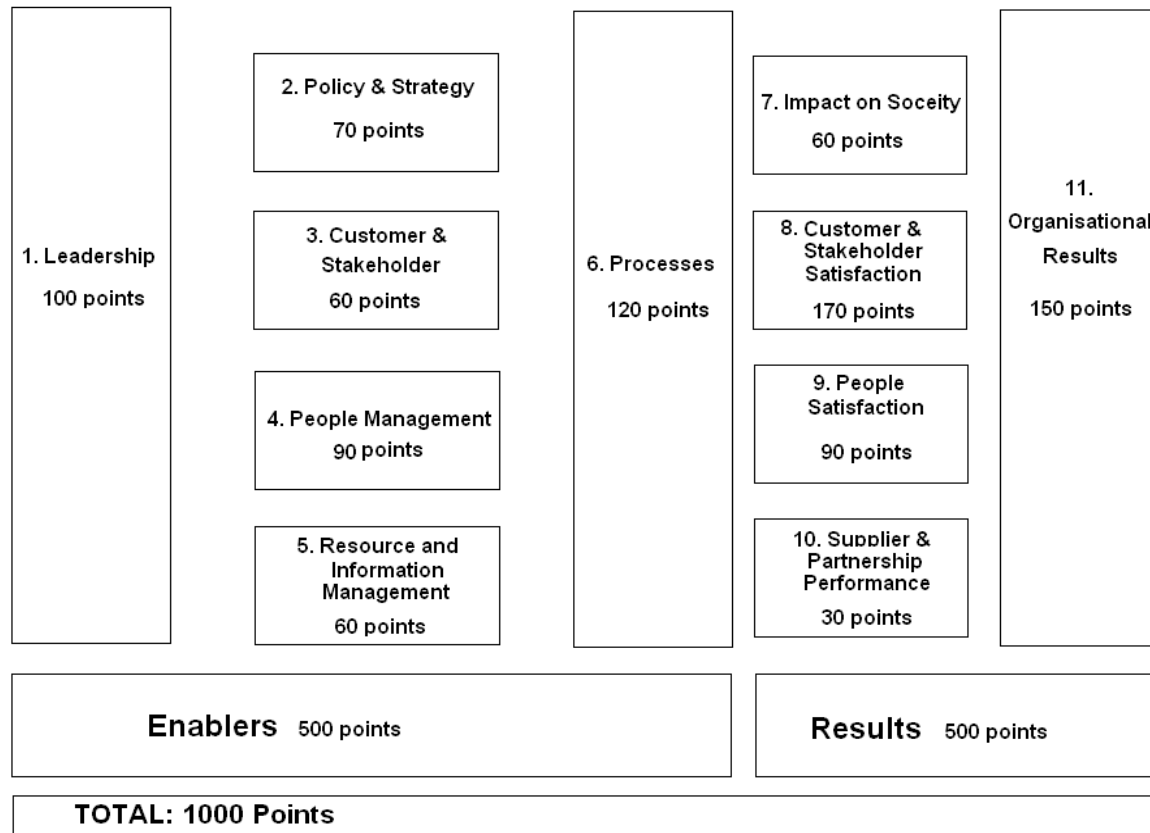 1. Leadership
100 points
2. Policy & Strategy
70 points
3. Customer &
Stakeholder
60 points
4. People Management
90 points
5. Resource and
Information
Management
60 points
6. Processes
120 points
7. Impact on Soceity
60 points
8. Customer &
Stakeholder
Satisfaction
170 points
9. People
Satisfaction
90 points
10. Supplier &
Partnership
Performance
30 points
11.
Organisational
Results
150 points
Enablers 500 points
Results 500 points
TOTAL: 1000 Points